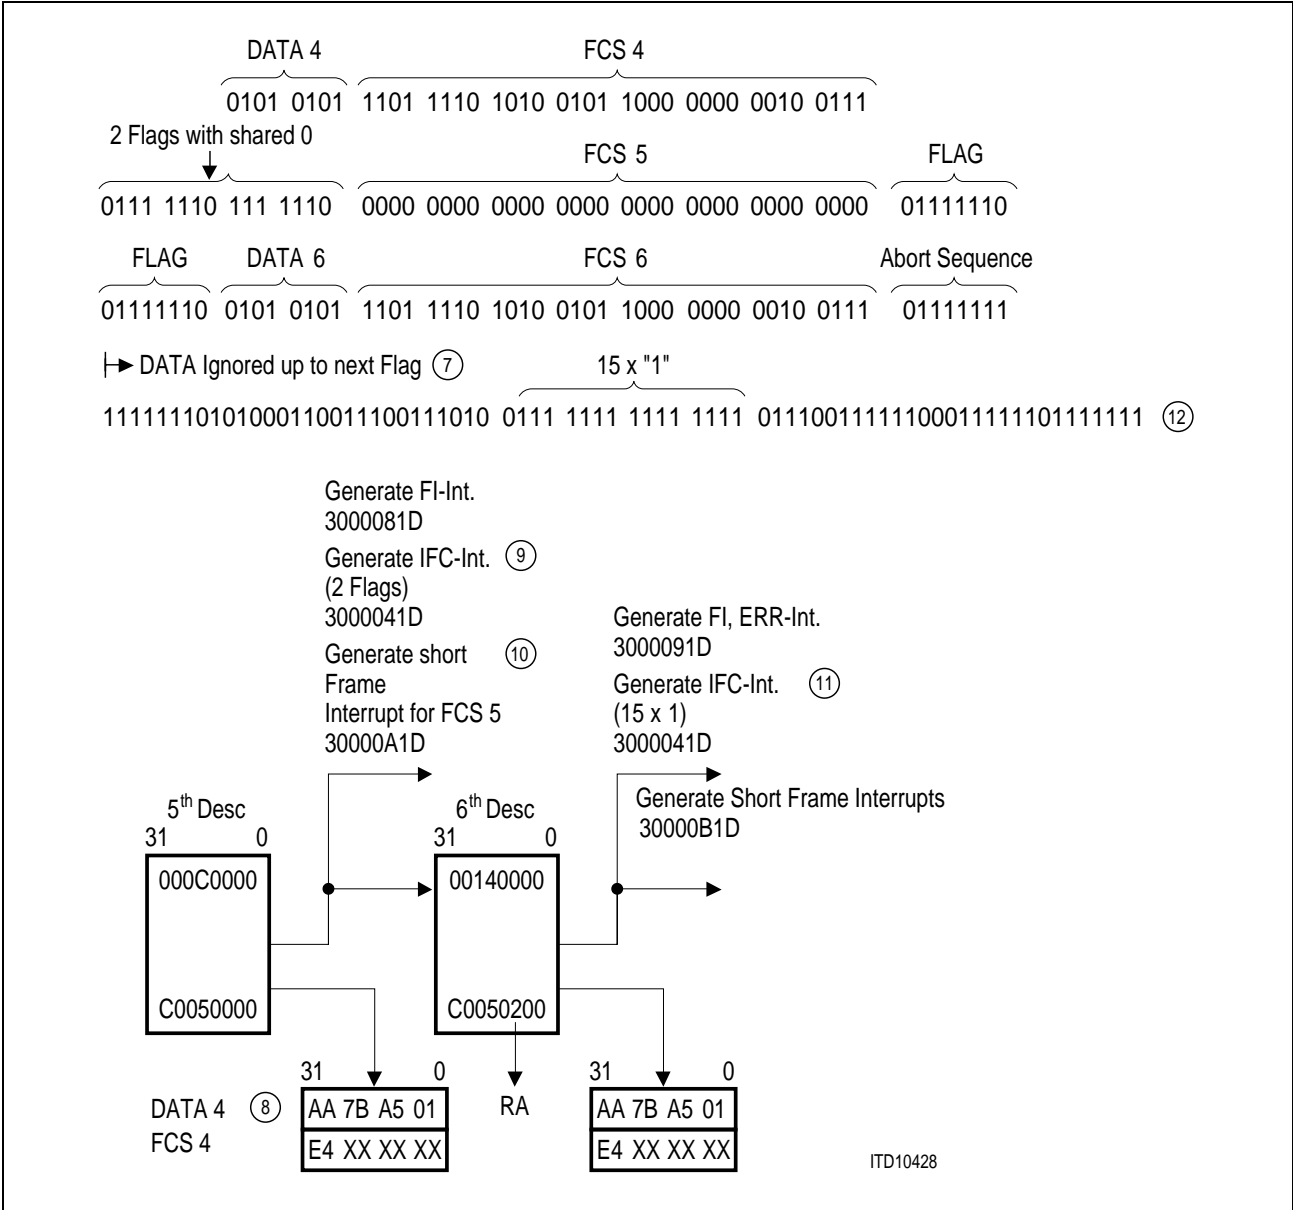 DATA 4 FCS 4
0101 0101 1101 1110 1010 0101 1000 0000 0010 0111
2 Flags with shared 0
FCS 5 FLAG
0111 1110 111 1110 0000 0000 0000 0000 0000 0000 0000 0000 01111110
FLAG DATA 6 FCS 6 Abort Sequence
01111110 0101 0101 1101 1110 1010 0101 1000 0000 0010 0111 01111111
DATA Ignored up to next Flag 7 15 x "1"
11111110101000110011100111010 0111 1111 1111 1111 01110011111100011111101111111 12
Generate FI-Int.
3000081D
Generate IFC-Int. 9
(2 Flags)
3000041D
Generate short 10
Frame
Interrupt for FCS 5
30000A1D
Generate FI, ERR-Int.
3000091D
Generate IFC-Int. 11
(15 x 1)
3000041D
Generate Short Frame Interrupts
30000B1D
5th Desc
31 0
000C0000
C0050000
6th Desc
31 0
00140000
C0050200
31 0
DATA 4 8 AA 7B A5 01
FCS 4 E4 XX XX XX
RA
31 0
AA 7B A5 01
E4 XX XX XX
ITD10428